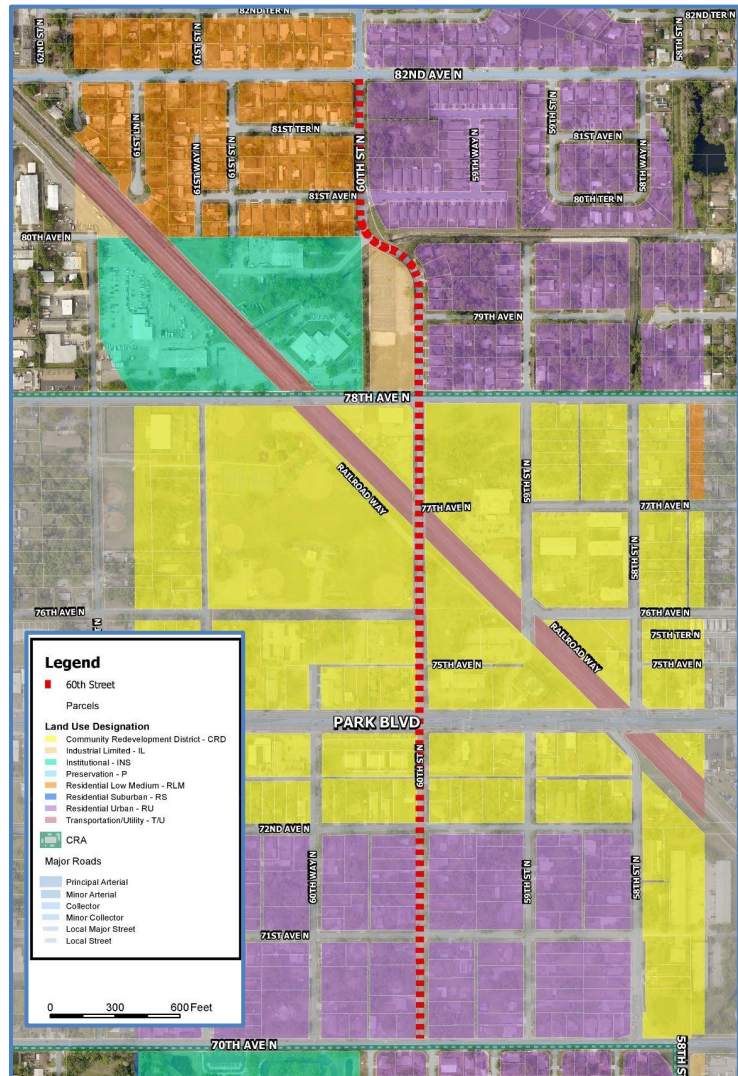 82ND TER N
82ND TER N
62ND ST N
61ST ST N
58TH ST N
82ND AVE N
61ST LN N
81ST TER N
61ST WAY N
61ST ST N
60TH ST N
59TH WAY N
59TH ST N
81ST AVE N
58TH WAY N
81ST AVE N
80TH TER N
80TH AVE N
79TH AVE N
78TH AVE N
RAILROAD WAY
77TH AVE N
59TH ST N
77TH AVE N
58TH ST N
76TH AVE N
76TH AVE N
RAILROAD WAY
75TH TER N
75TH AVE N
75TH AVE N
PARK BLVD
60TH ST N
72ND AVE N
60TH WAY N
59TH ST N
58TH ST N
71ST AVE N
70TH AVE N
58TH S
Legend
60th Street
Parcels
Land Use Designation
Community Redevelopment District - CRD
Industrial Limited - IL
Institutional - INS
Preservation - P
Residential Low Medium - RLM
Residential Suburban - RS
Residential Urban - RU
Transportation/Utility - T/U
CRA
Major Roads
Principal Arterial
Minor Arterial
Collector
Minor Collector
Local Major Street
Local Street
0 300 600 Feet